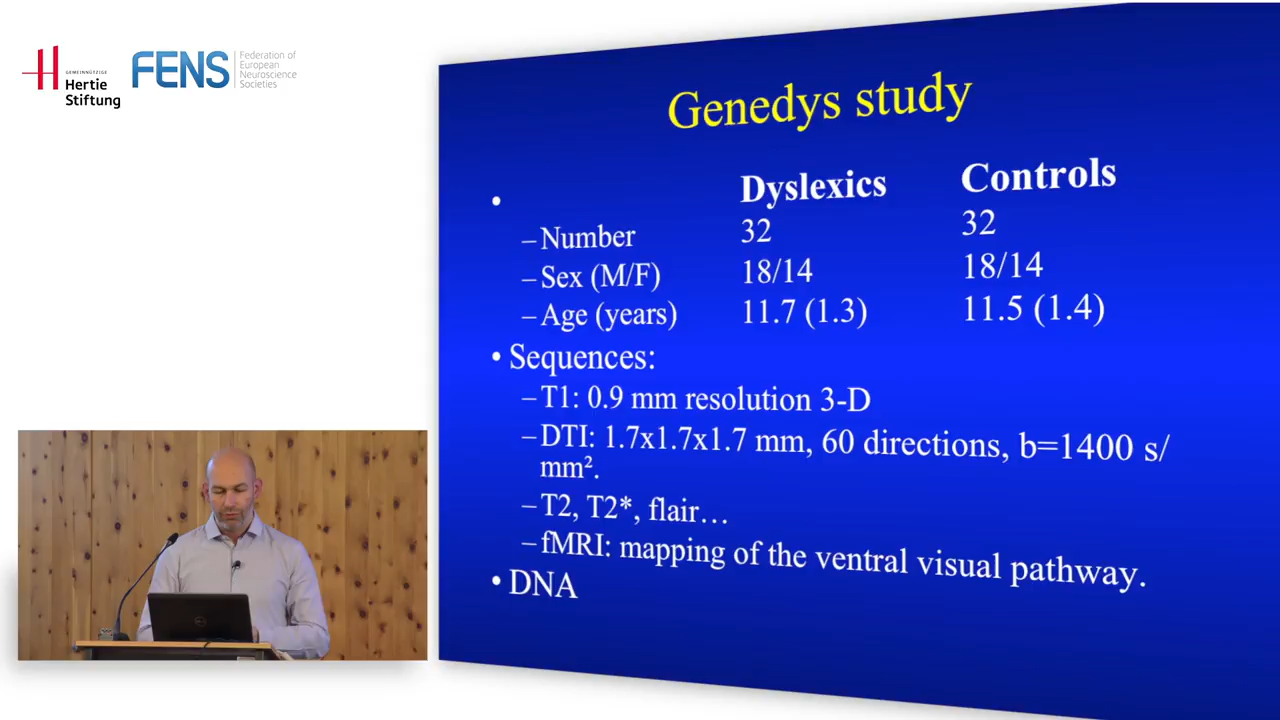 GEMEINNÜTZIGE
Hertie
Stiftung
FENS
Federation of
European
Neuroscience
Societies
Genedys study
Dyslexics Controls
•
–Number 32 32
–Sex (M/F) 18/14 18/14
–Age (years) 11.7 (1.3) 11.5 (1.4)
• Sequences:
–T1: 0.9 mm resolution 3-D
–DTI: 1.7x1.7x1.7 mm, 60 directions, b=1400 s/
mm².
–T2, T2*, flair…
–fMRI: mapping of the ventral visual pathway.
• DNA